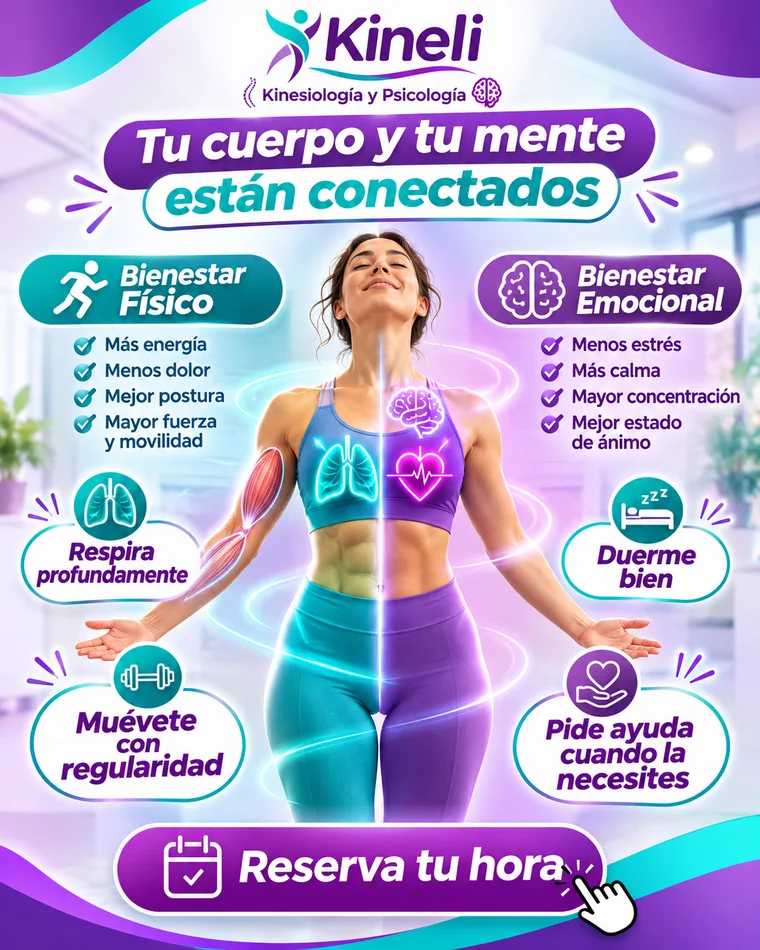 Kineli
Kinesiología y Psicología
Tu cuerpo y tu mente
están conectados
Bienestar
Físico
Más energía
Menos dolor
Mejor postura
Mayor fuerza
y movilidad
Bienestar
Emocional
Menos estrés
Más calma
Mayor concentración
Mejor estado
de ánimo
Respira
profundamente
zzz
Duerme
bien
Muévete
con
regularidad
Pide ayuda
cuando la
necesites
Reserva tu hora